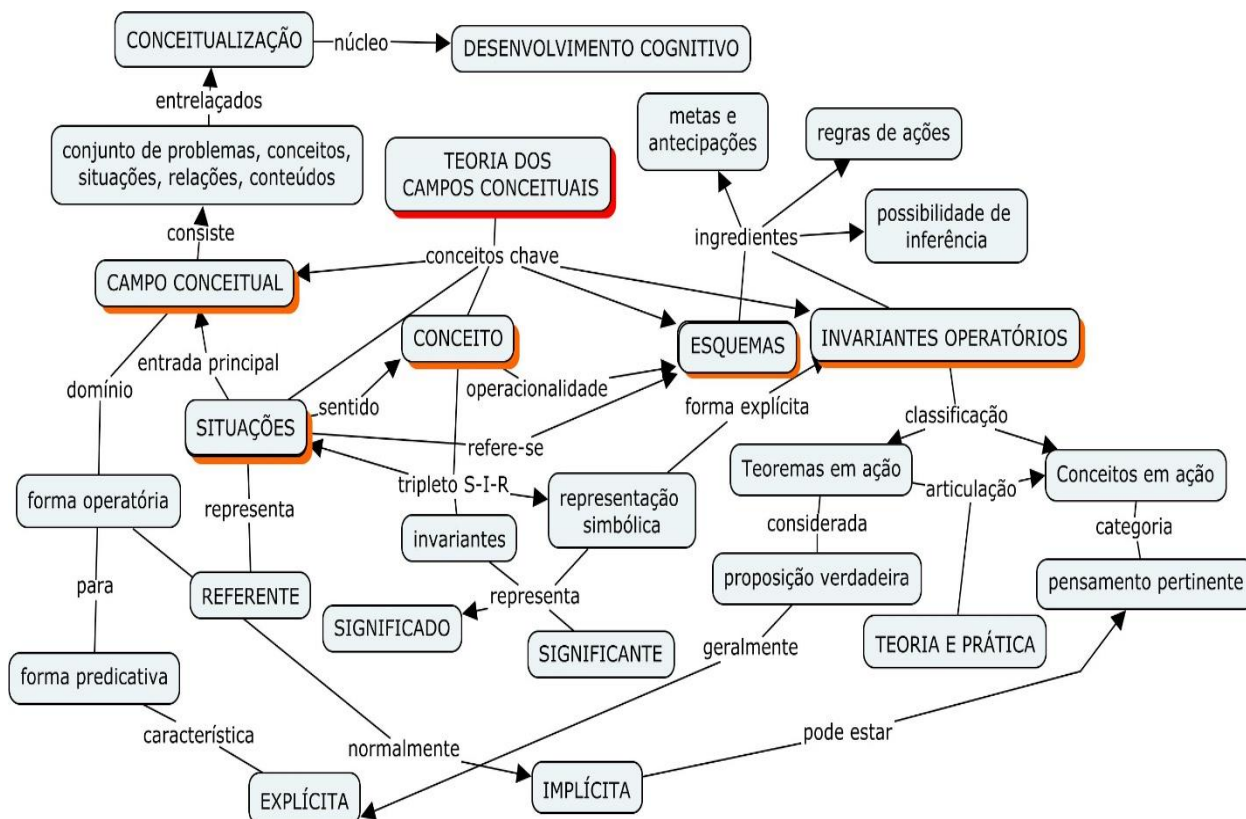 CONCEITUALIZAÇÃO
núcleo
DESENVOLVIMENTO COGNITIVO
entrelaçados
metas e
antecipações
regras de ações
conjunto de problemas, conceitos,
situações, relações, conteúdos
TEORIA DOS
CAMPOS CONCEITUAIS
possibilidade de
inferência
consiste
ingredientes
conceitos chave
CAMPO CONCEITUAL
CONCEITO
ESQUEMAS
INVARIANTES OPERATÓRIOS
entrada principal
domínio
operacionalidade
sentido
forma explícita
classificação
SITUAÇÕES
refere-se
Teoremas em ação
Conceitos em ação
tripleto S-I-R
articulação
forma operatória
representa
representação
simbólica
considerada
categoria
invariantes
para
REFERENTE
representa
proposição verdadeira
pensamento pertinente
SIGNIFICADO
SIGNIFICANTE
geralmente
TEORIA E PRÁTICA
forma predicativa
característica
normalmente
pode estar
EXPLÍCITA
IMPLÍCITA